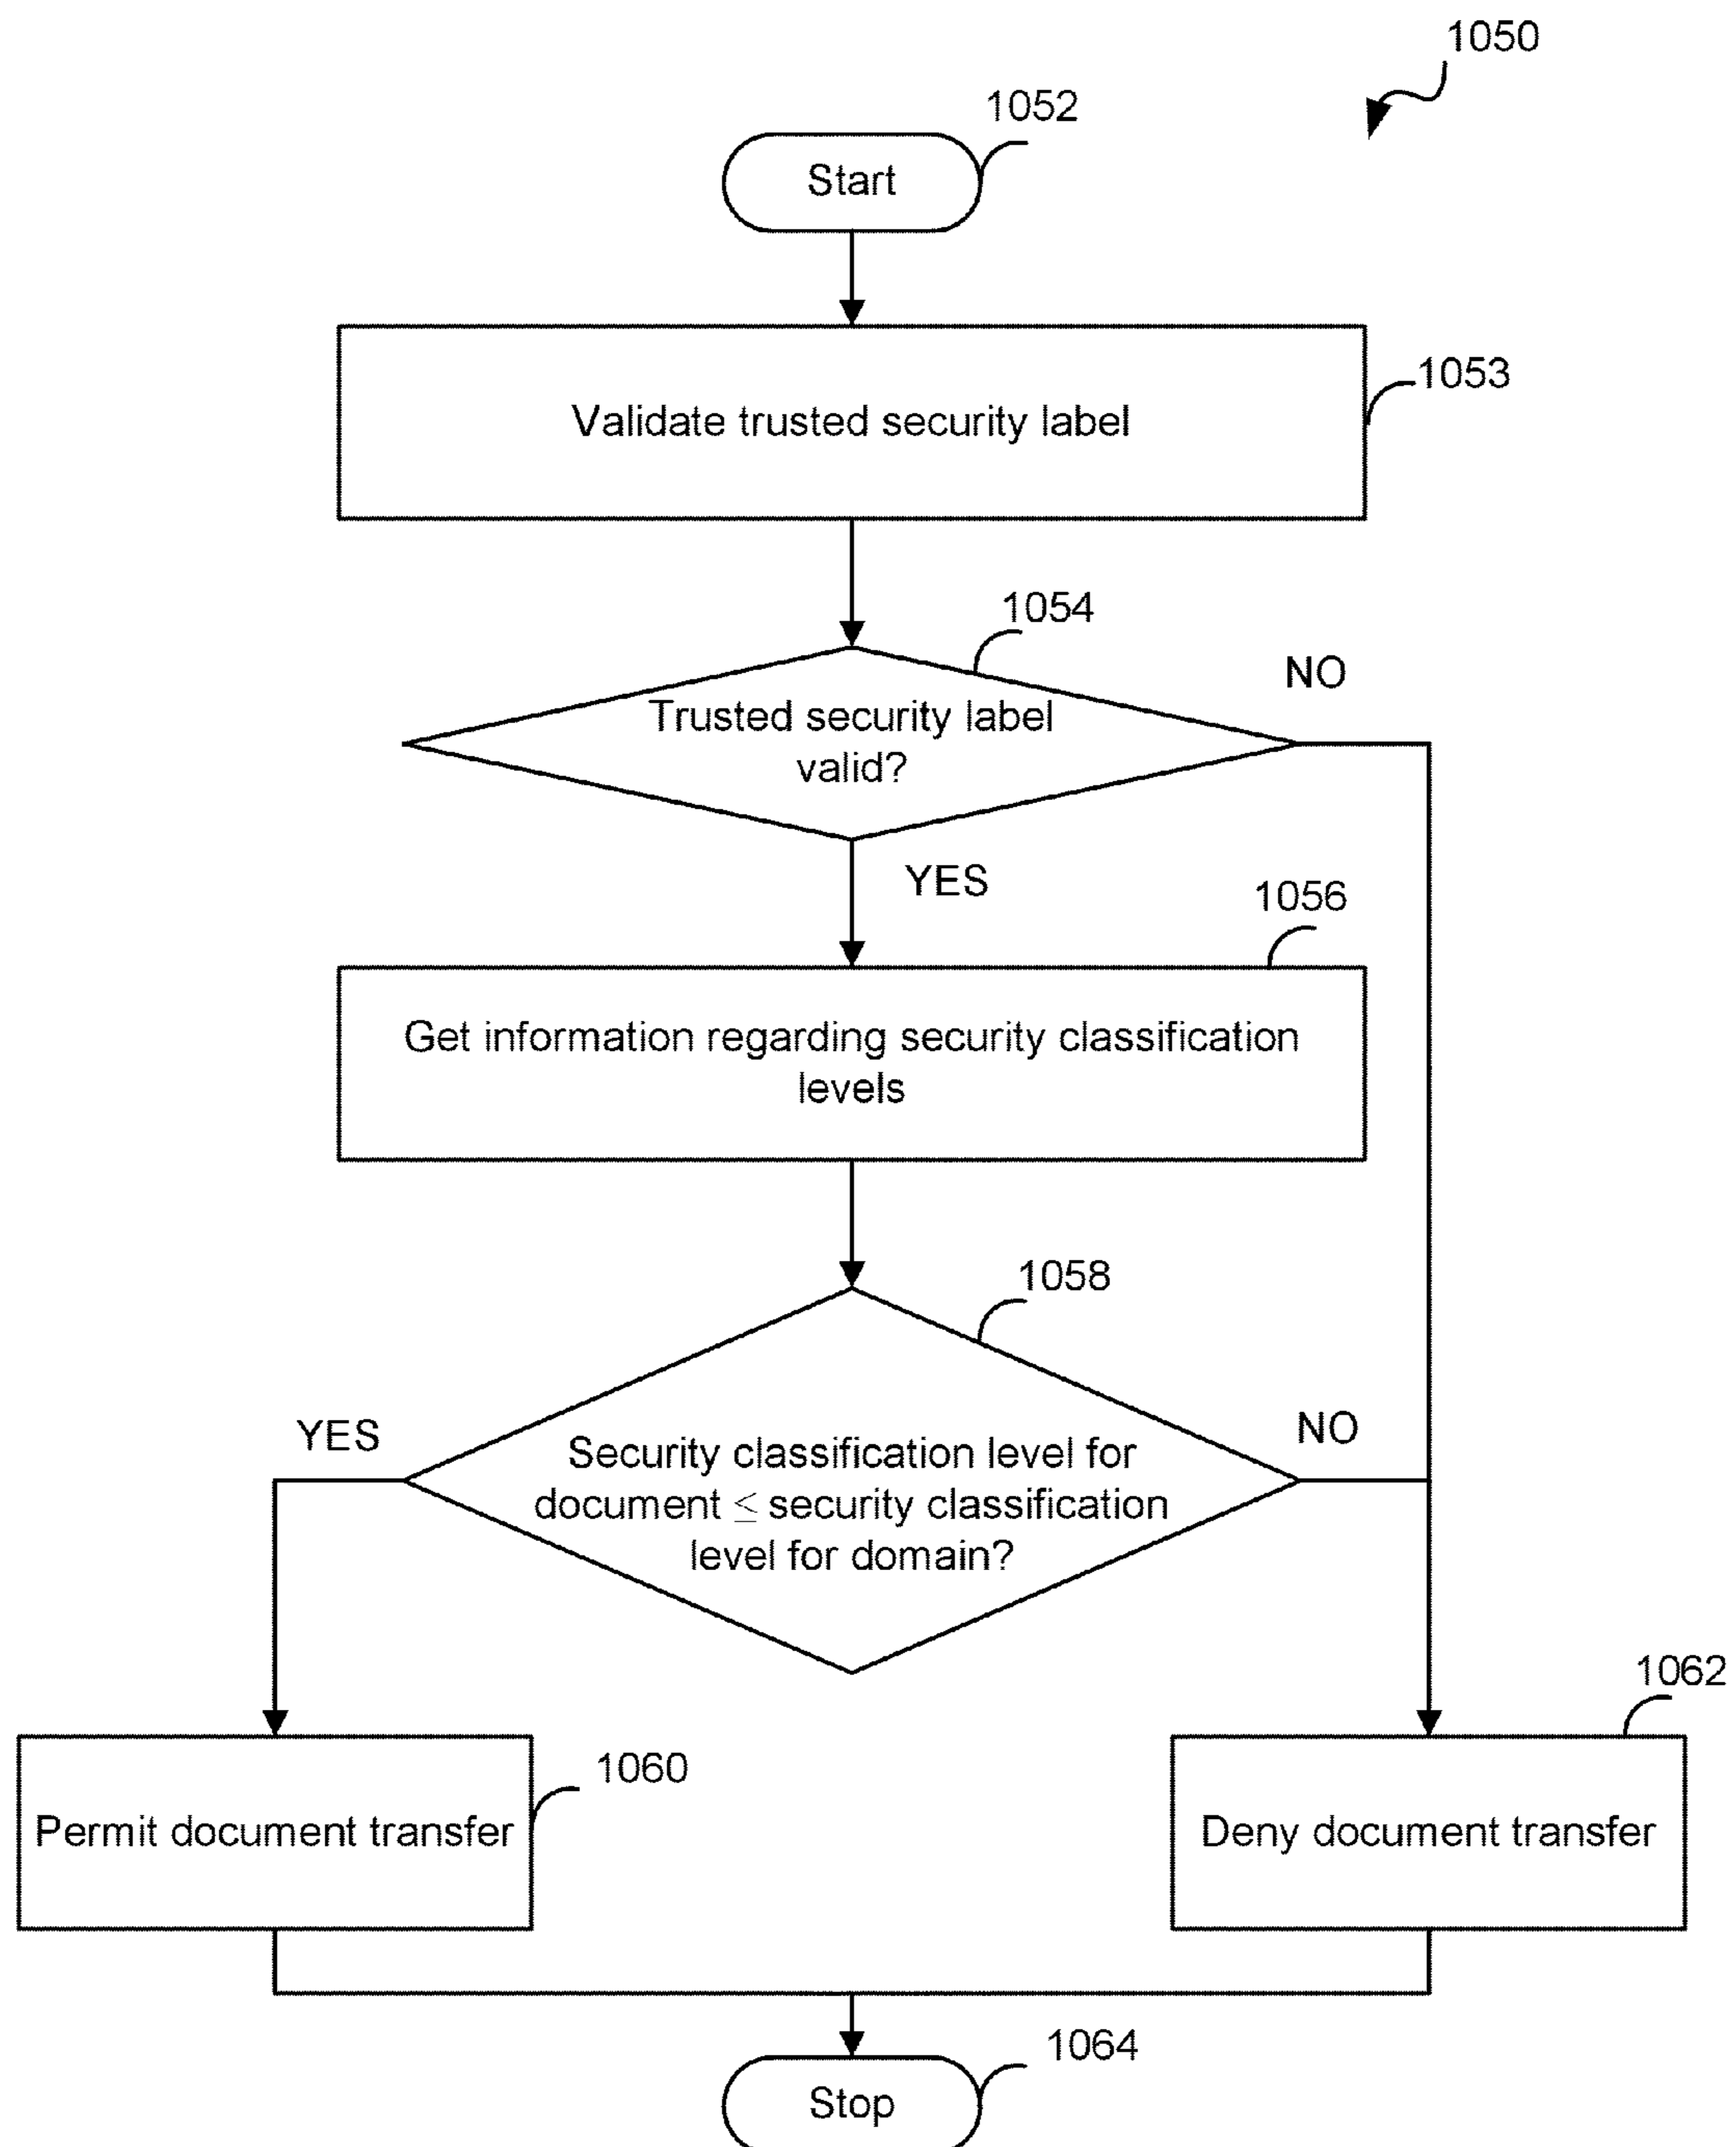 1050
1052
Start
1053
Validate trusted security label
1054
NO
Trusted security label
valid?
YES
1056
Get information regarding security classification
levels
1058
YES
NO
Security classification level for
document ≤ security classification
level for domain?
1062
1060
Permit document transfer
Deny document transfer
1064
Stop